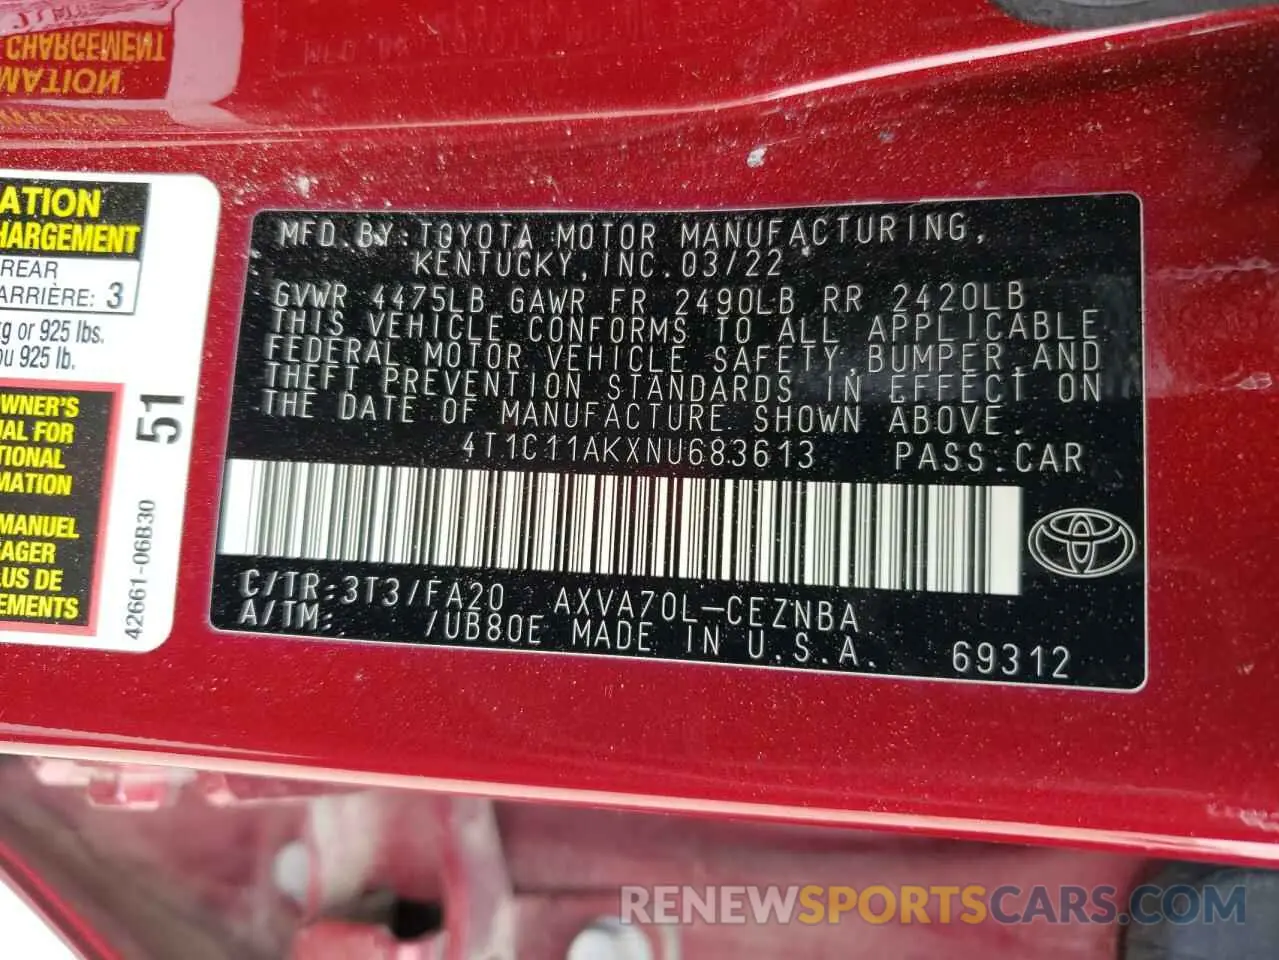 CHARGEMENT
MATION
ATION
HARGEMENT
REAR
ARRIÈRE: 3
kg or 925 lbs.
ou 925 lb.
OWNER'S
AL FOR
TIONAL
MATION
MANUEL
AGER
LUS DE
EMENTS
51
42661-06B30
MFD.BY:TOYOTA MOTOR MANUFACTURING,
KENTUCKY,INC.03/22
GVWR 4475LB GAWR FR 2490LB RR 2420LB
THIS VEHICLE CONFORMS TO ALL APPLICABLE
FEDERAL MOTOR VEHICLE SAFETY,BUMPER,AND
THEFT PREVENTION STANDARDS IN EFFECT ON
THE DATE OF MANUFACTURE SHOWN ABOVE.
4T1C11AKXNU683613 PASS.CAR
C/TR:3T3/FA20 AXVA70L-CEZNBA
A/TM: /UB80E MADE IN U.S.A. 69312
RENEWSPORTSCARS.COM